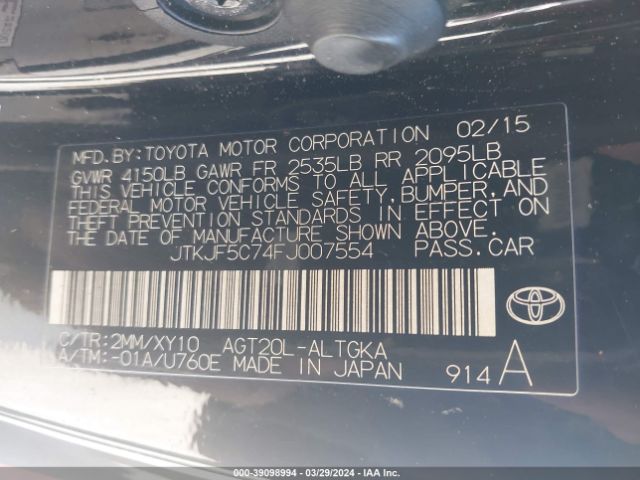 MFD. BY: TOYOTA MOTOR CORPORATION 02/15
GVWR 4150LB GAWR FR 2535LB RR 2095LB
THIS VEHICLE CONFORMS TO ALL APPLICABLE
FEDERAL MOTOR VEHICLE SAFETY, BUMPER, AND
THEFT PREVENTION STANDARDS IN EFFECT ON
THE DATE OF MANUFACTURE SHOWN ABOVE.
JTKJF5C74FJ007554 PASS. CAR
C/TR: 2MM/XY10 AGT20L-ALTGKA
A/TM: -01A/U760E MADE IN JAPAN 914 A
STOCK: 39098994 | 03/29/2024 | IAA Inc.